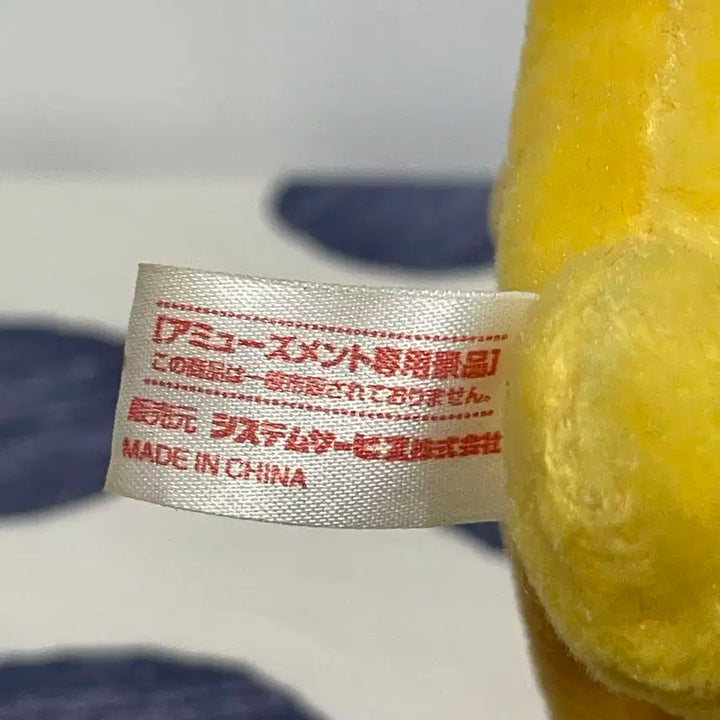 [アミューズメント専用景品]
この商品は一般作販されておりません。
販売元 システムサービス株式会社
MADE IN CHINA